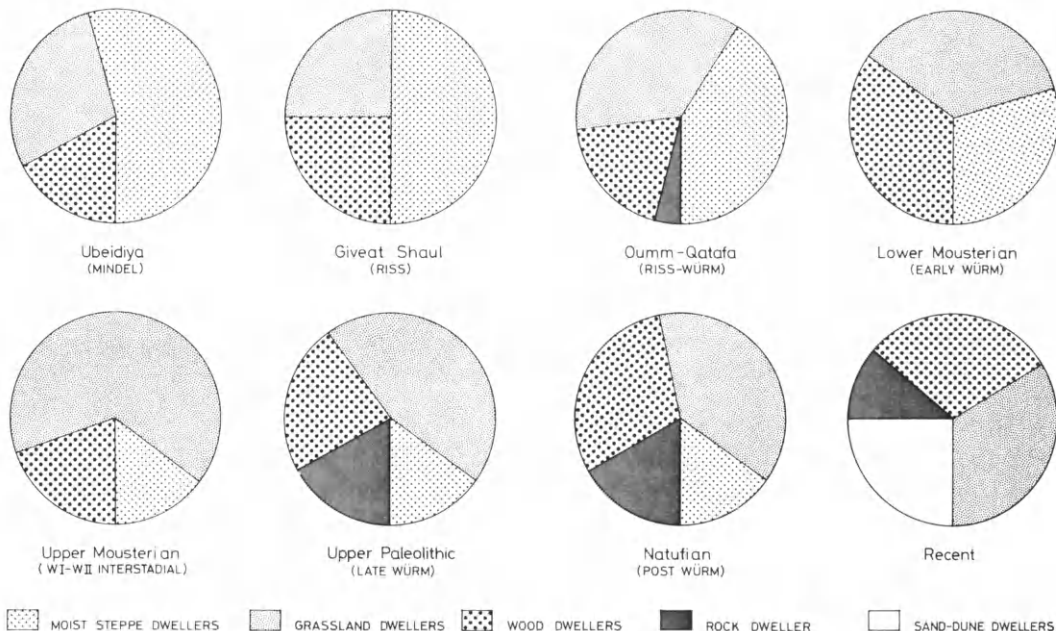 Ubeidiya
(MINDEL)
Giveat Shaul
(RISS)
Oumm-Qatafa
(RISS-WÜRM)
Lower Mousterian
(EARLY WÜRM)
Upper Mousterian
(WI-WII INTERSTADIAL)
Upper Paleolithic
(LATE WÜRM)
Natufian
(POST WÜRM)
Recent
MOIST STEPPE DWELLERS
GRASSLAND DWELLERS
WOOD DWELLERS
ROCK DWELLER
SAND-DUNE DWELLERS